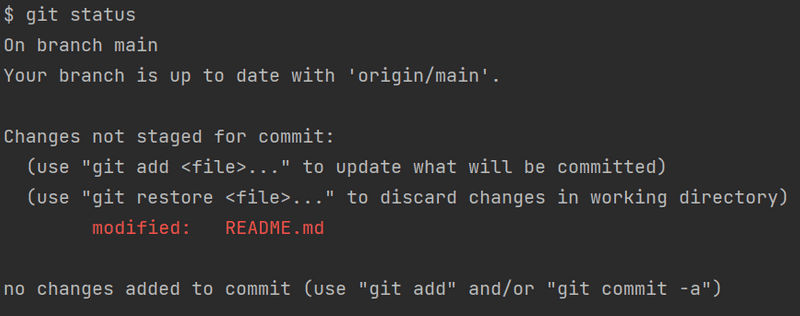 $ git status
On branch main
Your branch is up to date with 'origin/main'.
Changes not staged for commit:
(use "git add <file>..." to update what will be committed)
(use "git restore <file>..." to discard changes in working directory)
modified: README.md
no changes added to commit (use "git add" and/or "git commit -a")